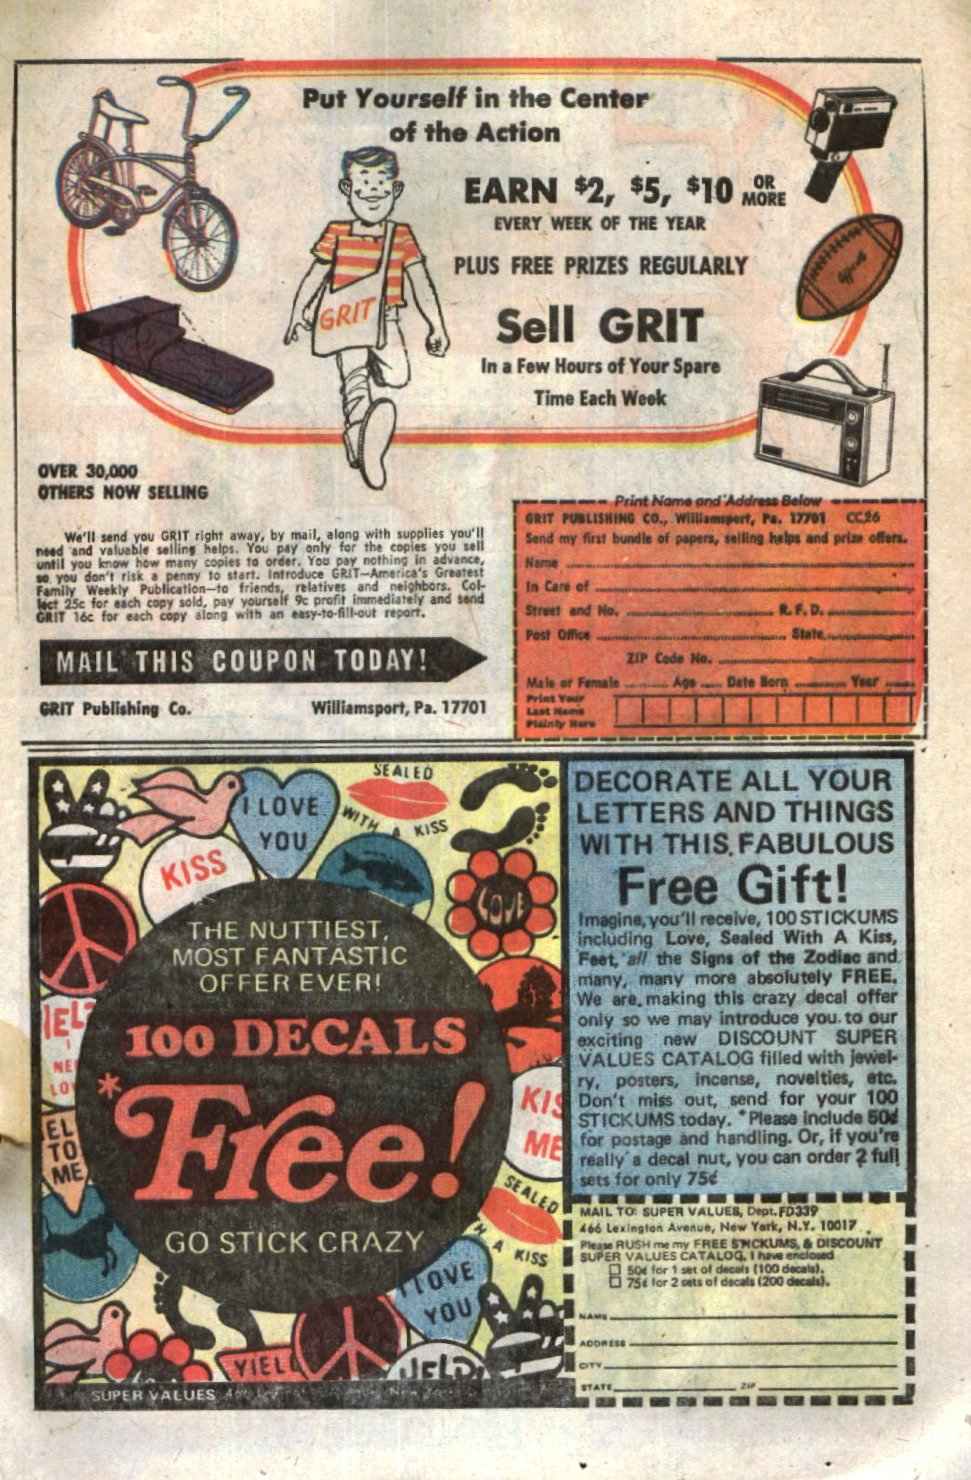 Put Yourself in the Center
of the Action
EARN $2, $5, $10 OR MORE
EVERY WEEK OF THE YEAR
PLUS FREE PRIZES REGULARLY
GRIT
Sell GRIT
In a Few Hours of Your Spare
Time Each Week
OVER 30,000
OTHERS NOW SELLING
We'll send you GRIT right away, by mail, along with supplies you'll
need and valuable selling helps. You pay only for the copies you sell
until you know how many copies to order. You pay nothing in advance,
so you don't risk a penny to start. Introduce GRIT—America's Greatest
Family Weekly Publication—to friends, relatives and neighbors. Col-
lect 25c for each copy sold, pay yourself 9c profit immediately and send
GRIT 16c for each copy along with an easy-to-fill-out report.
MAIL THIS COUPON TODAY!
GRIT Publishing Co. Williamsport, Pa. 17701
Print Name and Address Below
GRIT PUBLISHING CO., Williamsport, Pa. 17701 CC26
Send my first bundle of papers, selling helps and prize offers.
Name
In Care of
Street and No. R. F. D.
Post Office State
ZIP Code No.
Male or Female Age Date Born Year
Print Your
Last Name
Plainly Here
SEALED
WITH A KISS
I LOVE
YOU
KISS
LOVE
THE NUTTIEST,
MOST FANTASTIC
OFFER EVER!
100 DECALS
*Free!
GO STICK CRAZY
IELD
I
NE
LO
EL
TO
ME
KIS
ME
SEALED
H A KISS
I LOVE
YOU
YIEL
HELD
SUPER VALUES
DECORATE ALL YOUR
LETTERS AND THINGS
WITH THIS FABULOUS
Free Gift!
Imagine, you'll receive, 100 STICKUMS
including Love, Sealed With A Kiss,
Feet, all the Signs of the Zodiac and
many, many more absolutely FREE.
We are making this crazy decal offer
only so we may introduce you to our
exciting new DISCOUNT SUPER
VALUES CATALOG filled with jewel-
ry, posters, incense, novelties, etc.
Don't miss out, send for your 100
STICKUMS today. *Please include 50¢
for postage and handling. Or, if you're
really a decal nut, you can order 2 full
sets for only 75¢
MAIL TO: SUPER VALUES, Dept. FD339
466 Lexington Avenue, New York, N.Y. 10017
Please RUSH me my FREE STICKUMS, & DISCOUNT
SUPER VALUES CATALOG, I have enclosed
50¢ for 1 set of decals (100 decals).
75¢ for 2 sets of decals (200 decals).
NAME
ADDRESS
CITY
STATE ZIP